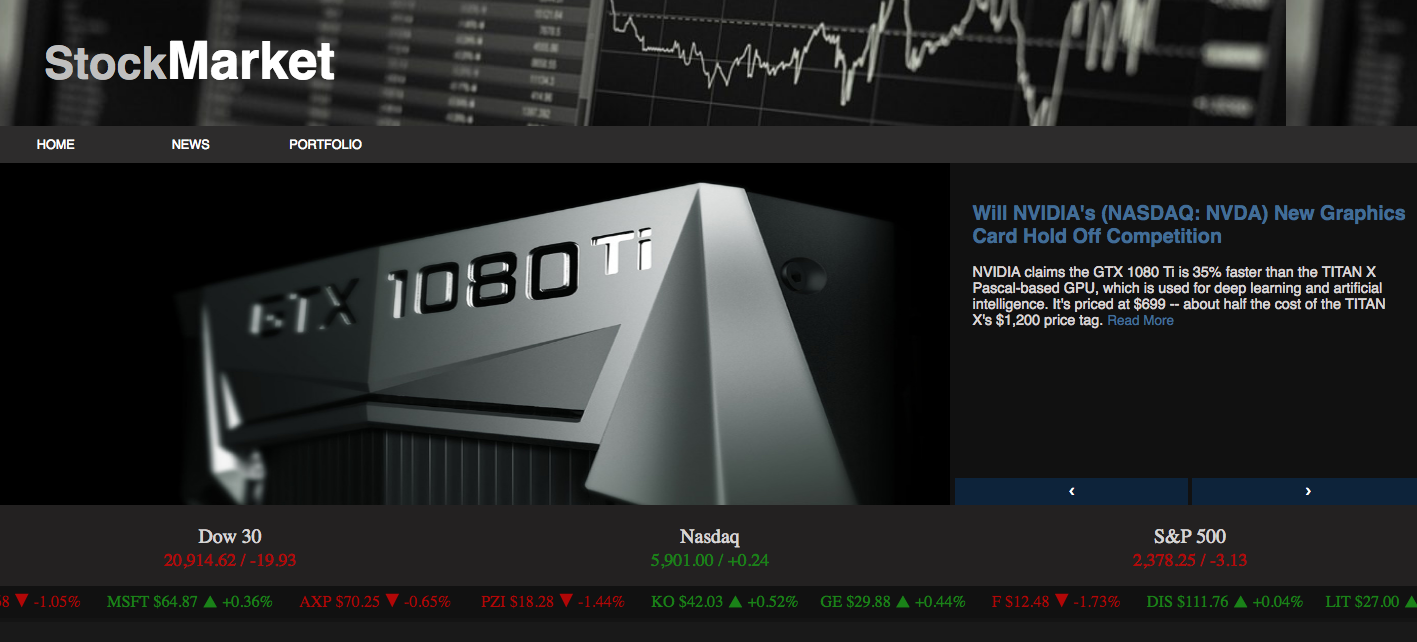 StockMarket
HOME NEWS PORTFOLIO
GTX 1080 Ti
Will NVIDIA's (NASDAQ: NVDA) New Graphics
Card Hold Off Competition
NVIDIA claims the GTX 1080 Ti is 35% faster than the TITAN X
Pascal-based GPU, which is used for deep learning and artificial
intelligence. It's priced at $699 -- about half the cost of the TITAN
X's $1,200 price tag. Read More
‹ ›
Dow 30 Nasdaq S&P 500
20,914.62 / -19.93 5,901.00 / +0.24 2,378.25 / -3.13
8 ▼ -1.05% MSFT $64.87 ▲ +0.36% AXP $70.25 ▼ -0.65% PZI $18.28 ▼ -1.44% KO $42.03 ▲ +0.52% GE $29.88 ▲ +0.44% F $12.48 ▼ -1.73% DIS $111.76 ▲ +0.04% LIT $27.00 ▲